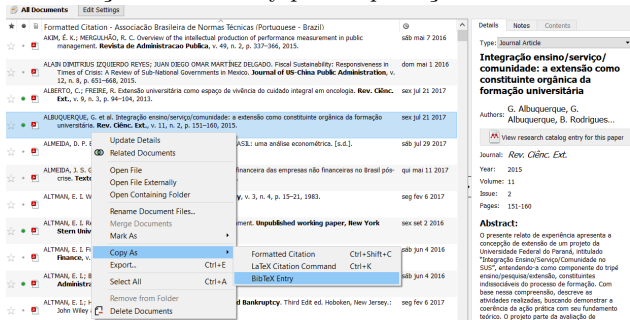 All Documents Edit Settings
Formatted Citation - Associação Brasileira de Normas Técnicas (Portuguese - Brazil)
AKIM, É. K.; MERGULHÃO, R. C. Overview of the intellectual production of performance measurement in public sáb mai 7 2016
management. Revista de Administracao Publica, v. 49, n. 2, p. 337–366, 2015.
ALAIN DIMITRIUS IZQUIERDO REYES; JUAN DIEGO OMAR MARTÍNEZ DELGADO. Fiscal Sustainability: Responsiveness in dom mai 1 2016
Times of Crisis: A Review of Sub-National Governments in Mexico. Journal of US-China Public Administration, v.
12, n. 8, p. 651–668, 2015.
ALBERTO, C.; FREIRE, R. Extensão universitária como espaço de vivência do cuidado integral em oncologia. Rev. Ciênc. sex jul 21 2017
Ext., v. 9, n. 3, p. 94–104, 2013.
ALBUQUERQUE, G. et al. Integração ensino/serviço/comunidade: a extensão como constituinte orgânica da formação sex jul 21 2017
universitária. Rev. Ciênc. Ext., v. 11, n. 2, p. 151–160, 2015.
ALMEIDA, D. P. F ASIL: uma análise econométrica. [s.d.]. sáb jul 29 2017
ALMEIDA, J. S. G financeira das empresas não financeiras no Brasil pós- qui mai 11 2017
crise. Texto
ALTMAN, E. I. W y, v. 3, n. 4, p. 15–21, 1983. seg fev 6 2017
ALTMAN, E. I. Re ment. Unpublished working paper, New York sex set 2 2016
Stern Univ
ALTMAN, E. I. Fi sáb jun 4 2016
Finance, v.
ALTMAN, E. I.; B sáb jun 4 2016
Administra
ALTMAN, E. I.; H d Bankruptcy. Third Edit ed. Hoboken, New Jersey.: seg fev 6 2017
John Wiley &
Update Details
Related Documents
Open File
Open File Externally
Open Containing Folder
Rename Document Files...
Merge Documents
Mark As
Copy As
Export... Ctrl+E
Select All Ctrl+A
Remove from Folder
Delete Documents
Formatted Citation Ctrl+Shift+C
LaTeX Citation Command Ctrl+K
BibTeX Entry
Details Notes Contents
Type: Journal Article
Integração ensino/serviço/
comunidade: a extensão como
constituinte orgânica da
formação universitária
Authors: G. Albuquerque, G.
Albuquerque, B. Rodrigues...
View research catalog entry for this paper
Journal: Rev. Ciênc. Ext.
Year: 2015
Volume: 11
Issue: 2
Pages: 151-160
Abstract:
O presente relato de experiência apresenta a
concepção de extensão de um projeto da
Universidade Federal do Paraná, intitulado
"Integração Ensino/Serviço/Comunidade no
SUS", entendendo-a como componente do tripé
ensino/pesquisa/extensão, constituintes
indissociáveis do processo de formação. Com
base nessa compreensão, descreve as
atividades realizadas, buscando demonstrar a
coerência da ação prática com seu fundamento
teórico. O projeto parte da avaliação de